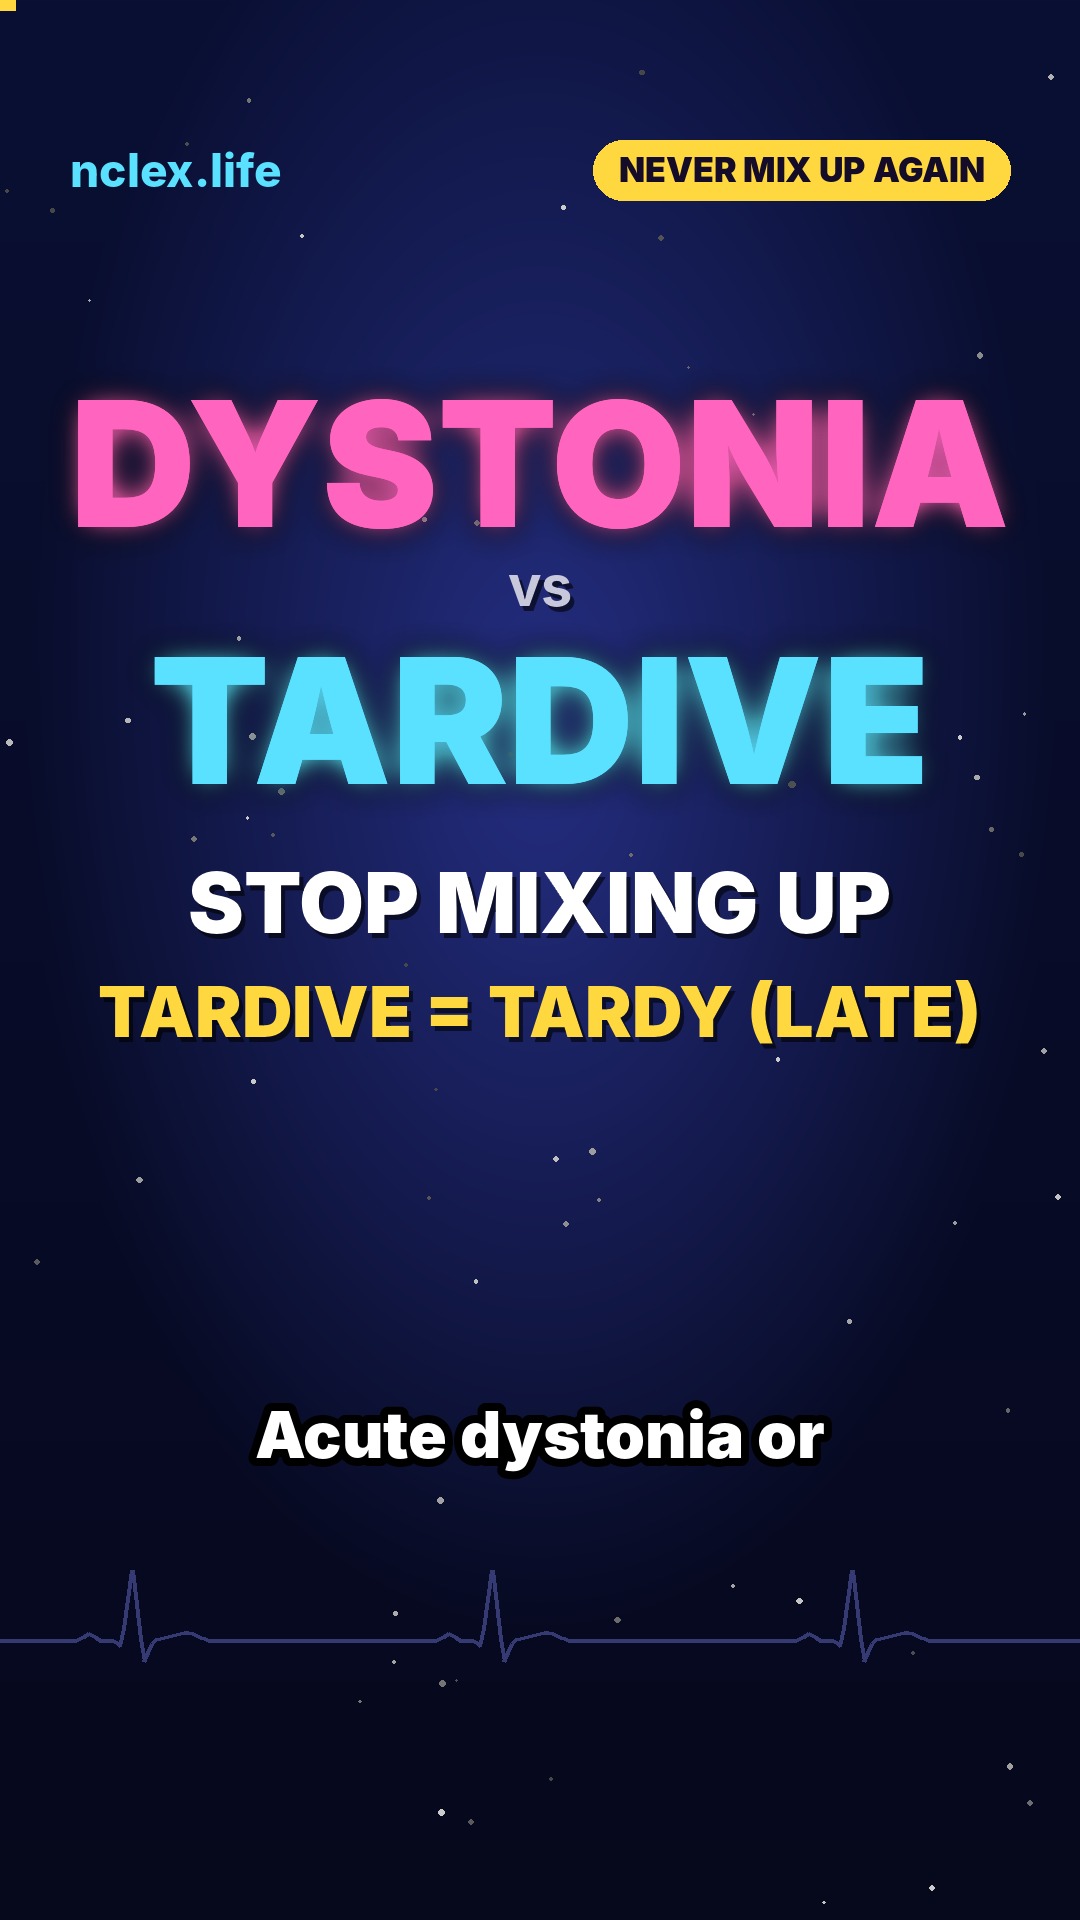 nclex.life
NEVER MIX UP AGAIN
DYSTONIA
VS
TARDIVE
STOP MIXING UP
TARDIVE = TARDY (LATE)
Acute dystonia or